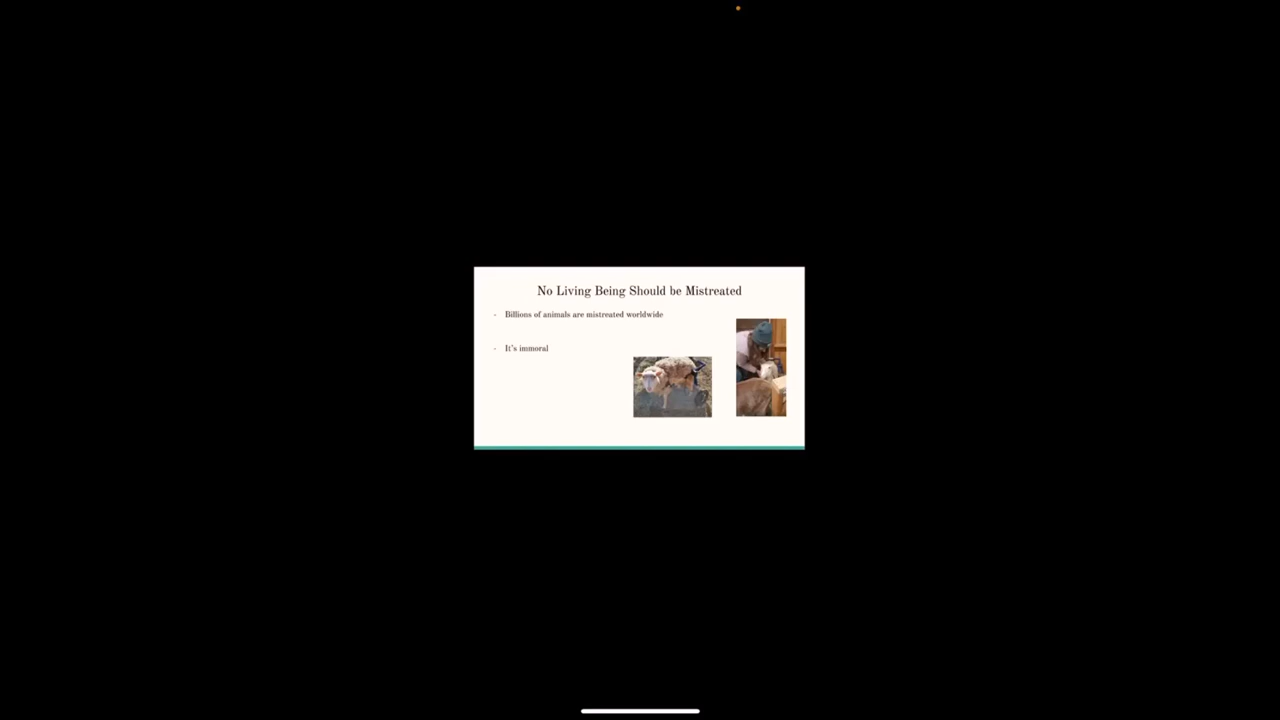 No Living Being Should be Mistreated
- Billions of animals are mistreated worldwide
- It's immoral